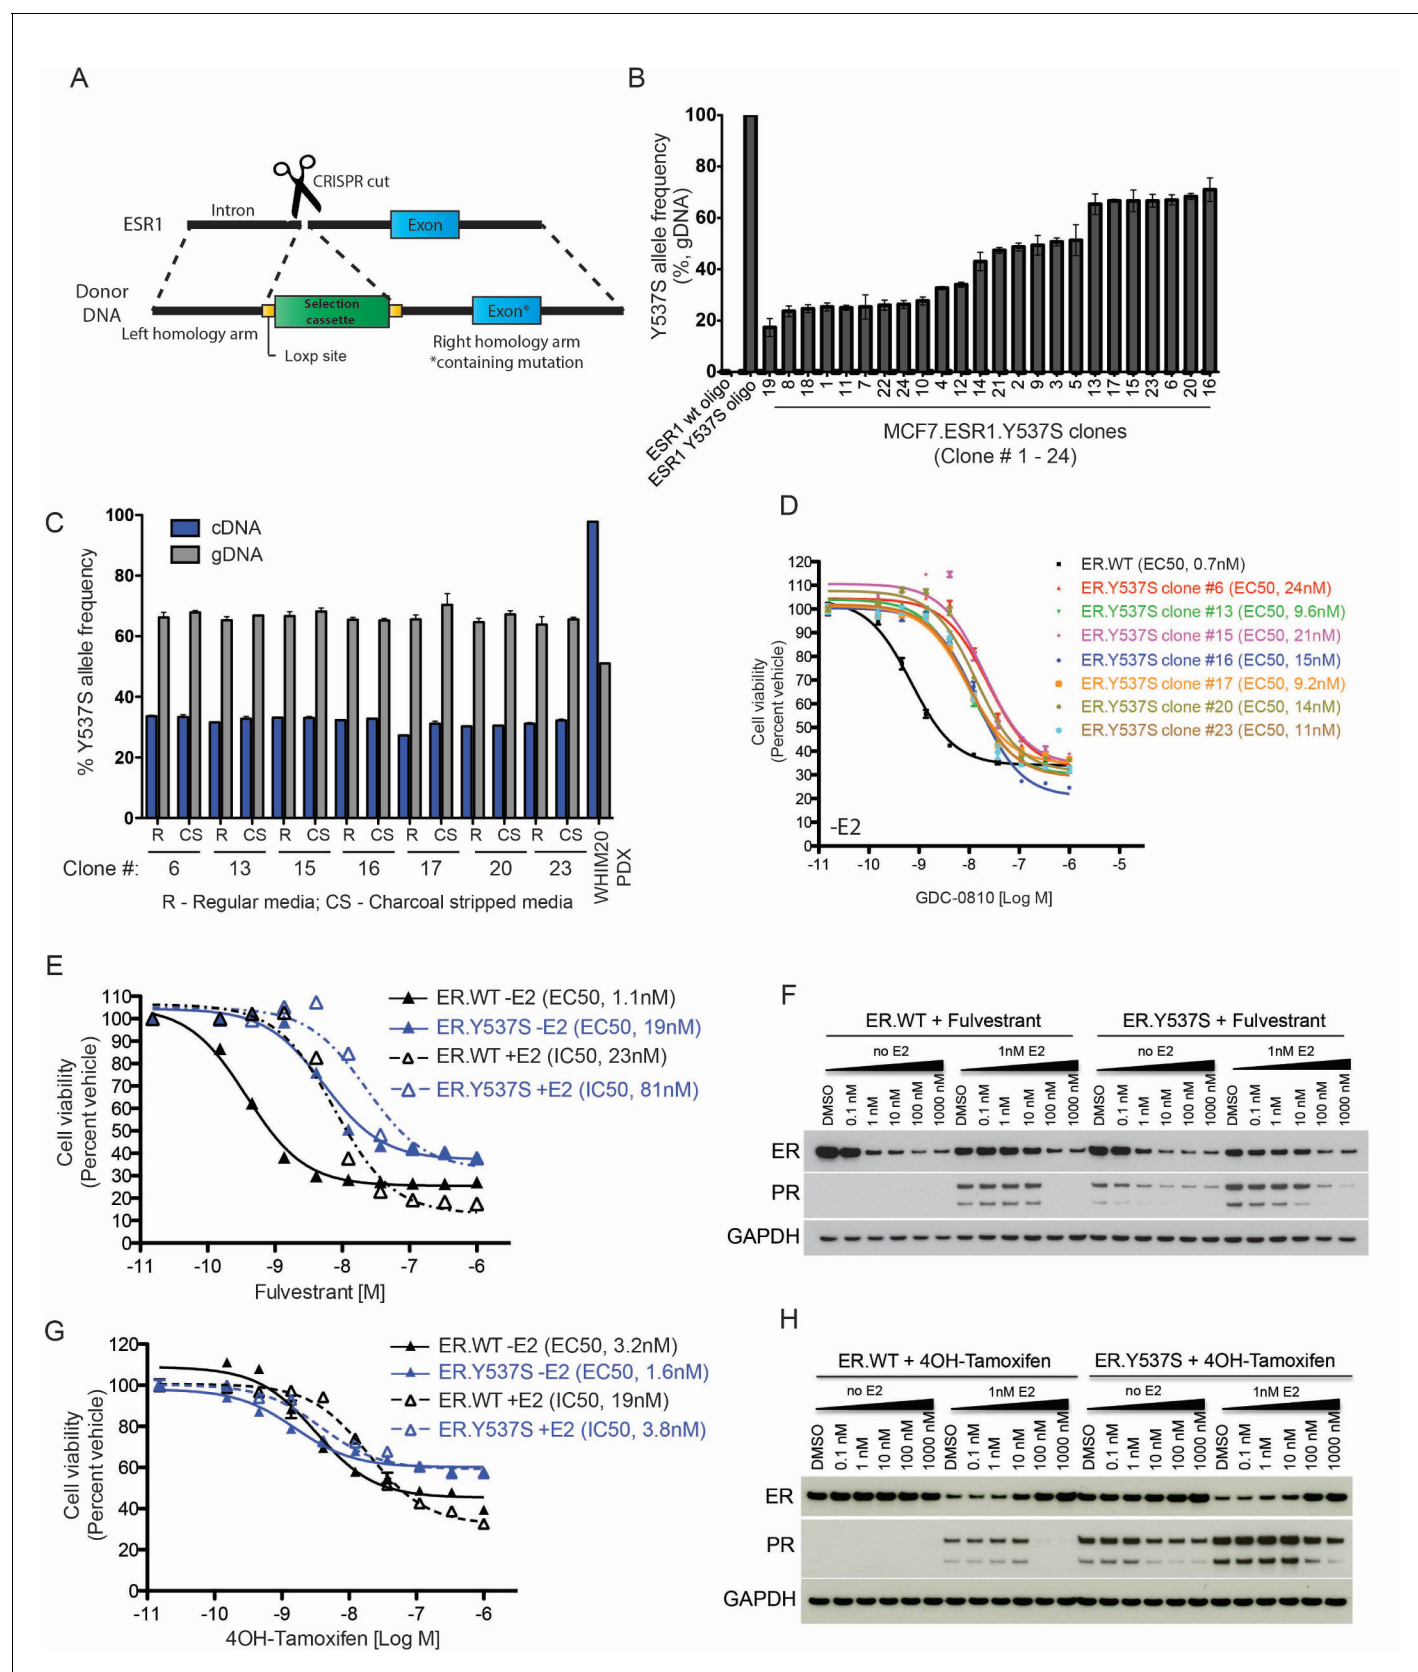 A
CRISPR cut
Intron
ESR1
Exon
Donor
DNA
Selection
cassette
Exon*
Left homology arm
Loxp site
Right homology arm
*containing mutation
B
Y537S allele frequency
(%, gDNA)
100
80
60
40
20
0
ESR1 wt oligo
ESR1 Y537S oligo
19 8 18 1 11 7 22 24 10 4 12 14 21 2 9 3 5 13 17 15 23 6 20 16
MCF7.ESR1.Y537S clones
(Clone # 1 - 24)
C
% Y537S allele frequency
100
80
60
40
20
0
cDNA
gDNA
R CS R CS R CS R CS R CS R CS R CS
Clone #: 6 13 15 16 17 20 23
WHIM20
PDX
R - Regular media; CS - Charcoal stripped media
D
Cell viability
(Percent vehicle)
120
110
100
90
80
70
60
50
40
30
20
10
0
ER.WT (EC50, 0.7nM)
ER.Y537S clone #6 (EC50, 24nM)
ER.Y537S clone #13 (EC50, 9.6nM)
ER.Y537S clone #15 (EC50, 21nM)
ER.Y537S clone #16 (EC50, 15nM)
ER.Y537S clone #17 (EC50, 9.2nM)
ER.Y537S clone #20 (EC50, 14nM)
ER.Y537S clone #23 (EC50, 11nM)
-E2
-11 -10 -9 -8 -7 -6 -5
GDC-0810 [Log M]
E
Cell viability
(Percent vehicle)
110
100
90
80
70
60
50
40
30
20
10
0
ER.WT -E2 (EC50, 1.1nM)
ER.Y537S -E2 (EC50, 19nM)
ER.WT +E2 (IC50, 23nM)
ER.Y537S +E2 (IC50, 81nM)
-11 -10 -9 -8 -7 -6
Fulvestrant [M]
F
ER.WT + Fulvestrant
ER.Y537S + Fulvestrant
no E2 1nM E2 no E2 1nM E2
DMSO 0.1 nM 1 nM 10 nM 100 nM 1000 nM DMSO 0.1 nM 1 nM 10 nM 100 nM 1000 nM DMSO 0.1 nM 1 nM 10 nM 100 nM 1000 nM DMSO 0.1 nM 1 nM 10 nM 100 nM 1000 nM
ER
PR
GAPDH
G
Cell viability
(Percent vehicle)
120
100
80
60
40
20
0
ER.WT -E2 (EC50, 3.2nM)
ER.Y537S -E2 (EC50, 1.6nM)
ER.WT +E2 (IC50, 19nM)
ER.Y537S +E2 (IC50, 3.8nM)
-11 -10 -9 -8 -7 -6
4OH-Tamoxifen [Log M]
H
ER.WT + 4OH-Tamoxifen
ER.Y537S + 4OH-Tamoxifen
no E2 1nM E2 no E2 1nM E2
DMSO 0.1 nM 1 nM 10 nM 100 nM 1000 nM DMSO 0.1 nM 1 nM 10 nM 100 nM 1000 nM DMSO 0.1 nM 1 nM 10 nM 100 nM 1000 nM DMSO 0.1 nM 1 nM 10 nM 100 nM 1000 nM
ER
PR
GAPDH